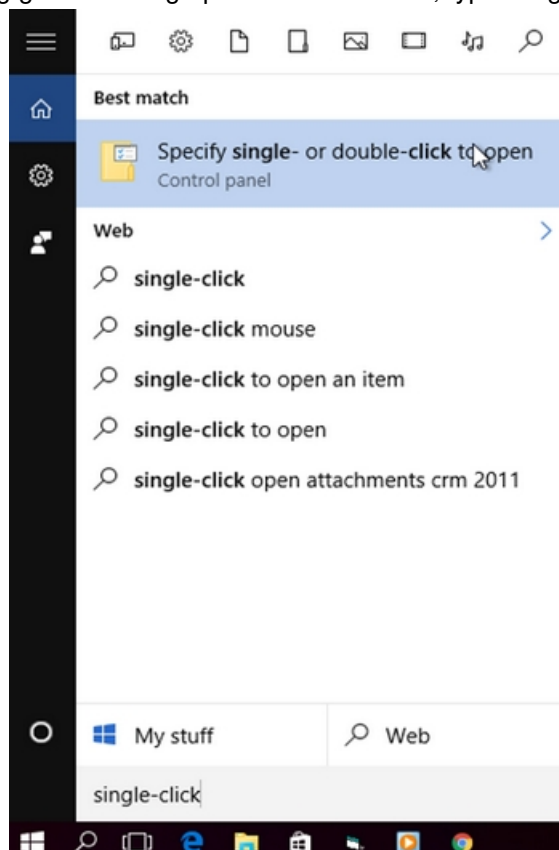 Best match
Specify single- or double-click to open
Control panel
Web
single-click
single-click mouse
single-click to open an item
single-click to open
single-click open attachments crm 2011
My stuff
Web
single-click